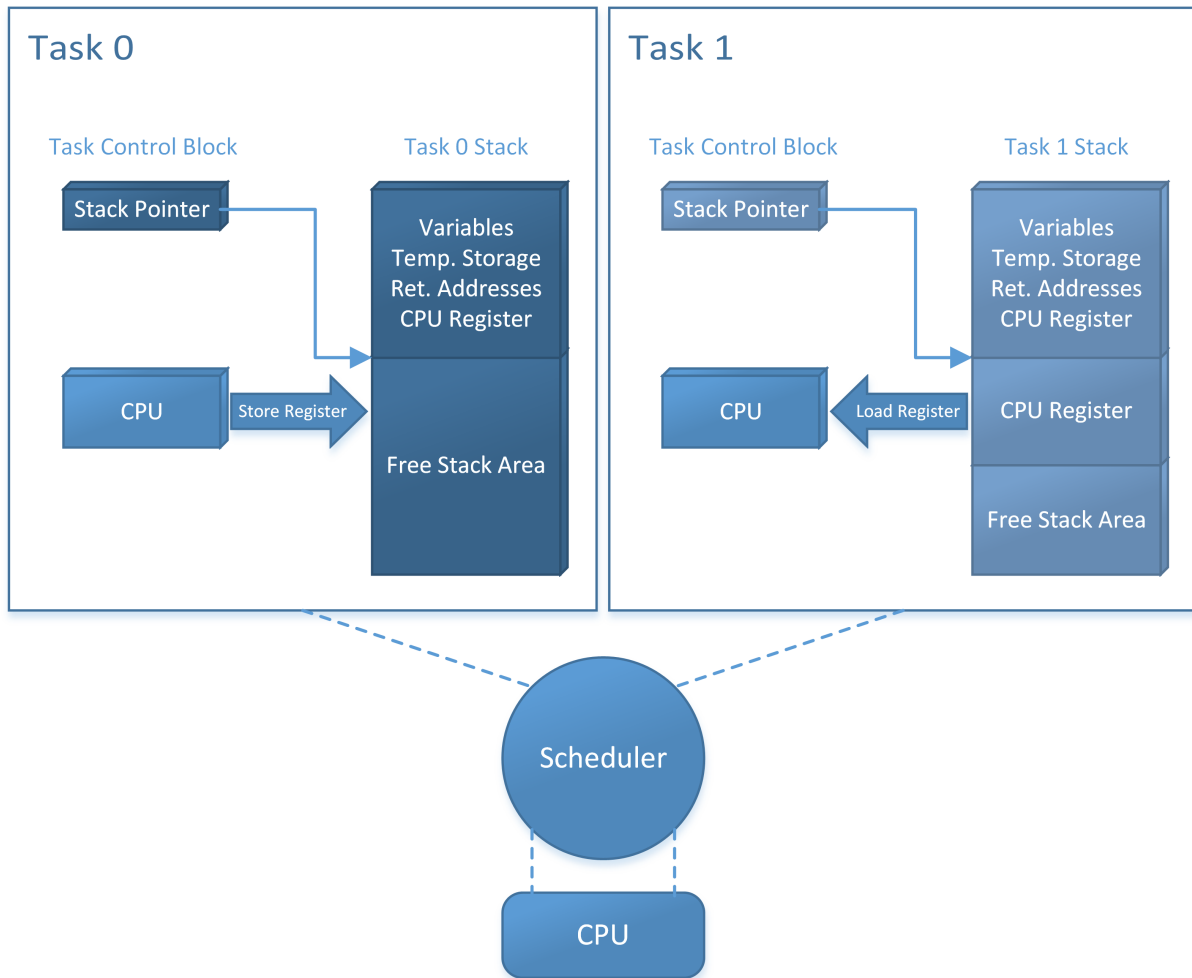 Task 0
Task Control Block
Task 0 Stack
Stack Pointer
Variables
Temp. Storage
Ret. Addresses
CPU Register
CPU
Store Register
Free Stack Area
Task 1
Task Control Block
Task 1 Stack
Stack Pointer
Variables
Temp. Storage
Ret. Addresses
CPU Register
CPU
Load Register
CPU Register
Free Stack Area
Scheduler
CPU